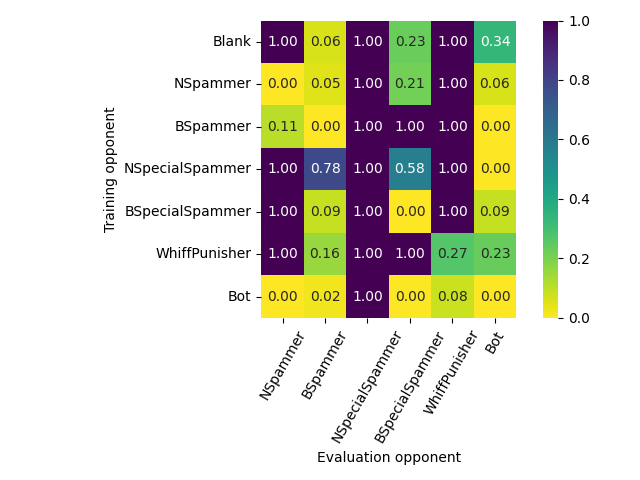 Blank 1.00 0.06 1.00 0.23 1.00 0.34
NSpammer 0.00 0.05 1.00 0.21 1.00 0.06
BSpammer 0.11 0.00 1.00 1.00 1.00 0.00
NSpecialSpammer 1.00 0.78 1.00 0.58 1.00 0.00
BSpecialSpammer 1.00 0.09 1.00 0.00 1.00 0.09
WhiffPunisher 1.00 0.16 1.00 1.00 0.27 0.23
Bot 0.00 0.02 1.00 0.00 0.08 0.00
Training opponent
NSpammer
BSpammer
NSpecialSpammer
BSpecialSpammer
WhiffPunisher
Bot
Evaluation opponent
1.0
0.8
0.6
0.4
0.2
0.0